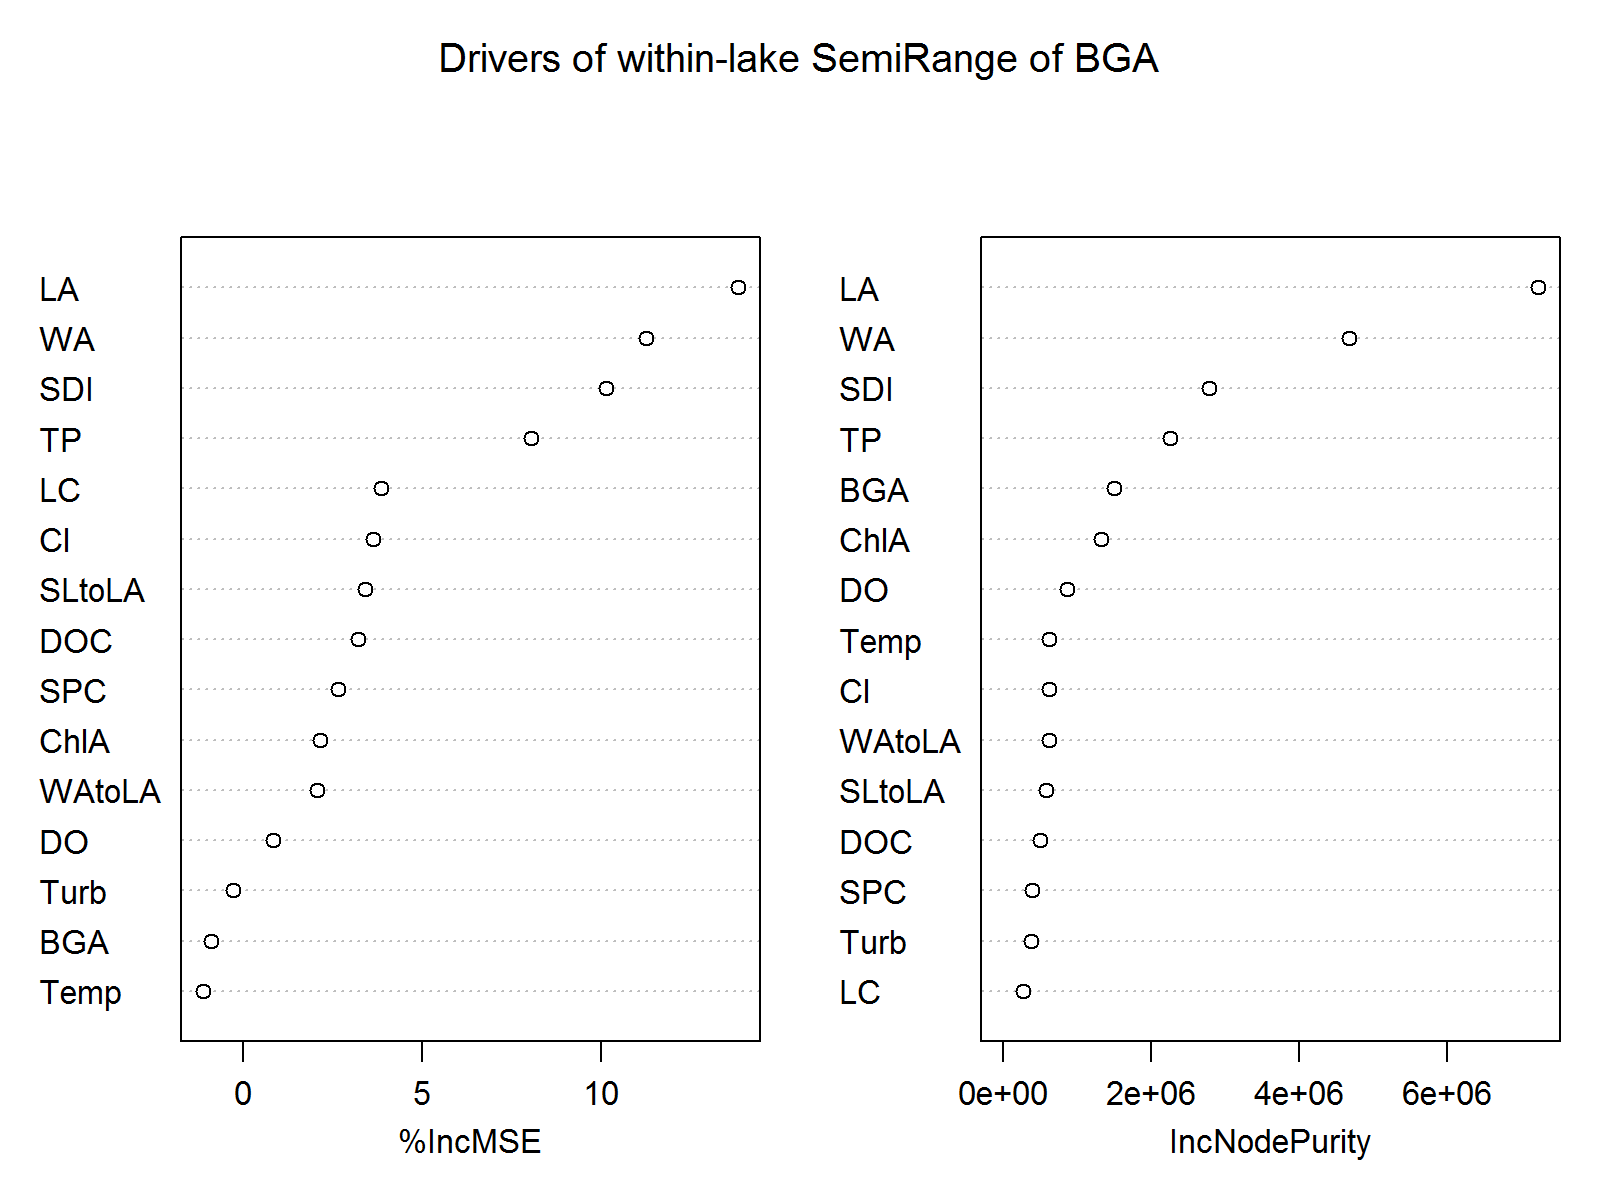 Drivers of within-lake SemiRange of BGA
LA
WA
SDI
TP
LC
Cl
SLtoLA
DOC
SPC
ChlA
WAtoLA
DO
Turb
BGA
Temp
0
5
10
%IncMSE
LA
WA
SDI
TP
BGA
ChlA
DO
Temp
Cl
WAtoLA
SLtoLA
DOC
SPC
Turb
LC
0e+00
2e+06
4e+06
6e+06
IncNodePurity